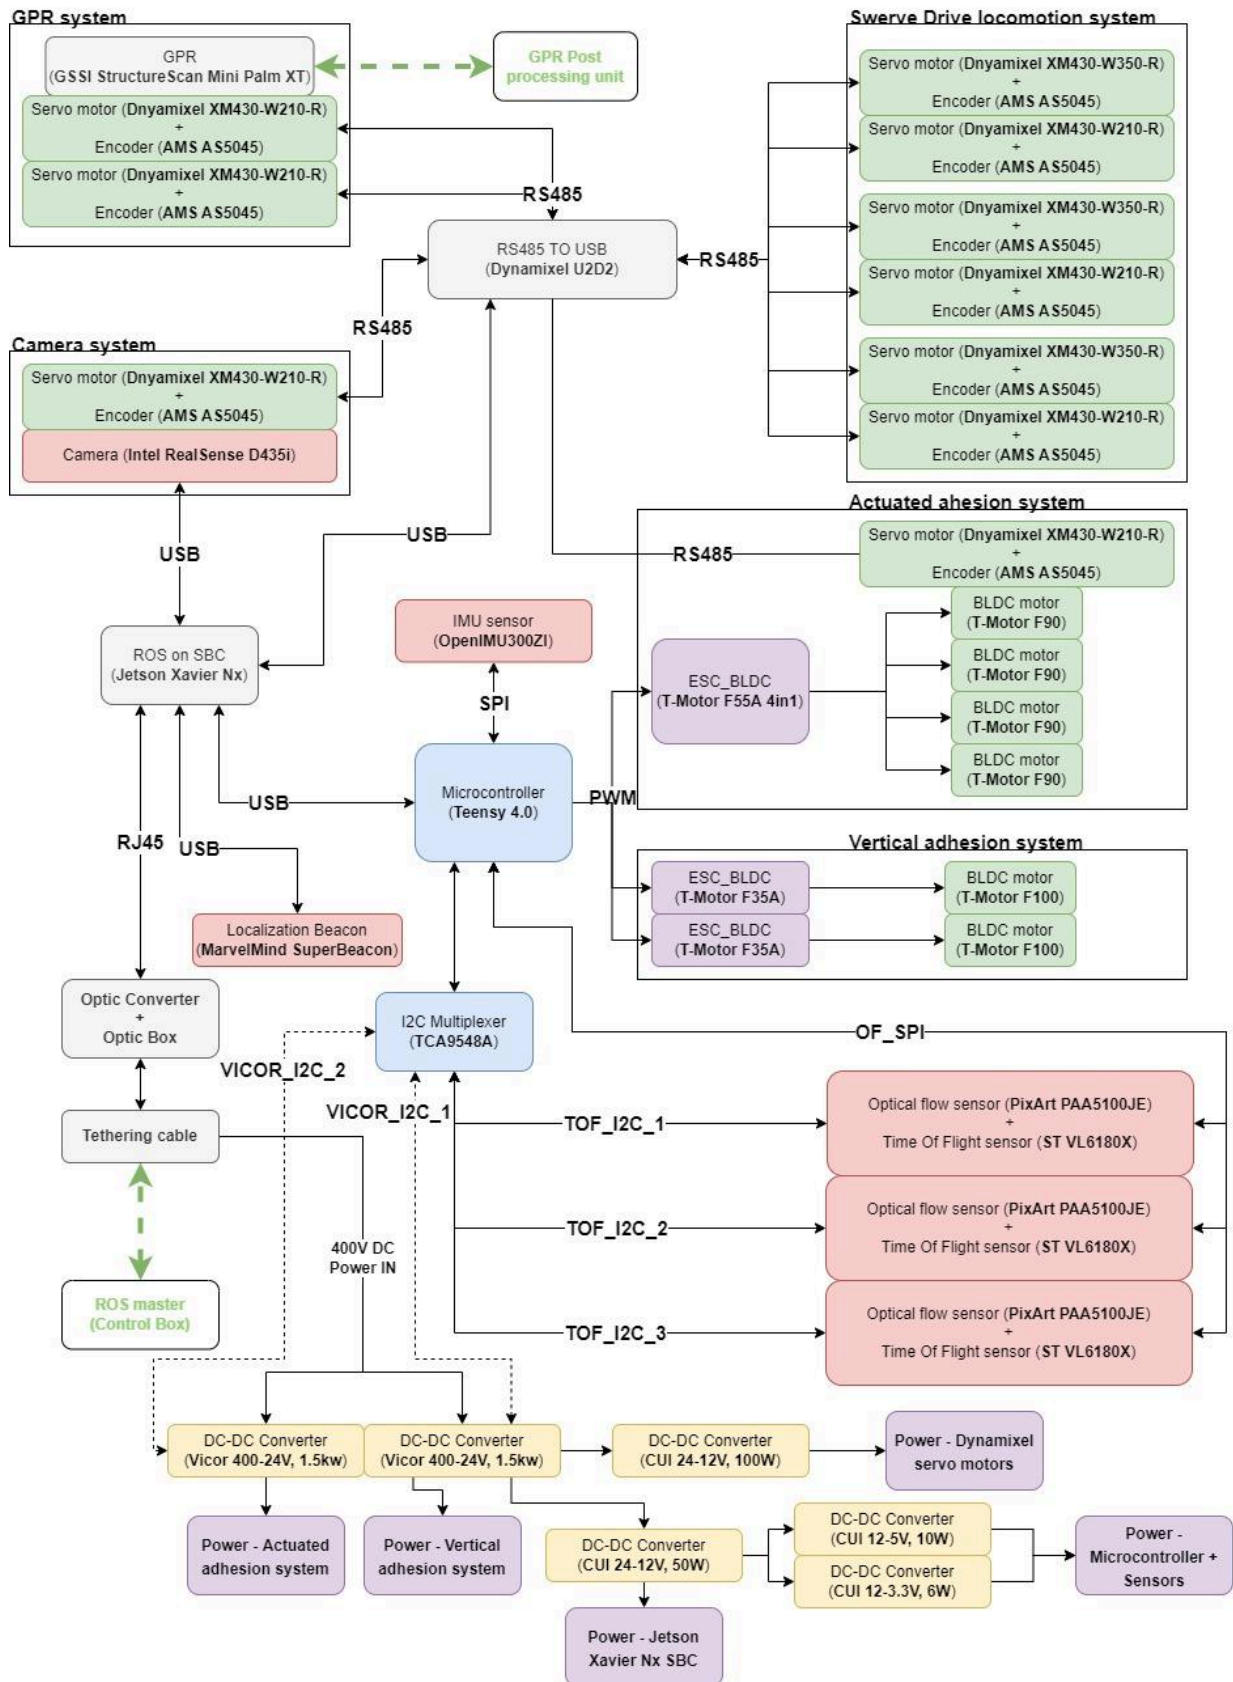 GPR system
GPR
(GSSI StructureScan Mini Palm XT)
Servo motor (Dnyamixel XM430-W210-R)
+
Encoder (AMS AS5045)
Servo motor (Dnyamixel XM430-W210-R)
+
Encoder (AMS AS5045)
GPR Post
processing unit
RS485
RS485 TO USB
(Dynamixel U2D2)
RS485
RS485
Swerve Drive locomotion system
Servo motor (Dnyamixel XM430-W350-R)
+
Encoder (AMS AS5045)
Servo motor (Dnyamixel XM430-W210-R)
+
Encoder (AMS AS5045)
Servo motor (Dnyamixel XM430-W350-R)
+
Encoder (AMS AS5045)
Servo motor (Dnyamixel XM430-W210-R)
+
Encoder (AMS AS5045)
Servo motor (Dnyamixel XM430-W350-R)
+
Encoder (AMS AS5045)
Servo motor (Dnyamixel XM430-W210-R)
+
Encoder (AMS AS5045)
Camera system
Servo motor (Dnyamixel XM430-W210-R)
+
Encoder (AMS AS5045)
Camera (Intel RealSense D435i)
USB
USB
Actuated ahesion system
RS485
Servo motor (Dnyamixel XM430-W210-R)
+
Encoder (AMS AS5045)
ESC_BLDC
(T-Motor F55A 4in1)
BLDC motor
(T-Motor F90)
BLDC motor
(T-Motor F90)
BLDC motor
(T-Motor F90)
BLDC motor
(T-Motor F90)
ROS on SBC
(Jetson Xavier Nx)
IMU sensor
(OpenIMU300ZI)
SPI
Microcontroller
(Teensy 4.0)
PWM
USB
RJ45
USB
Localization Beacon
(MarvelMind SuperBeacon)
Vertical adhesion system
ESC_BLDC
(T-Motor F35A)
BLDC motor
(T-Motor F100)
ESC_BLDC
(T-Motor F35A)
BLDC motor
(T-Motor F100)
Optic Converter
+
Optic Box
I2C Multiplexer
(TCA9548A)
OF_SPI
VICOR_I2C_2
VICOR_I2C_1
Tethering cable
TOF_I2C_1
Optical flow sensor (PixArt PAA5100JE)
+
Time Of Flight sensor (ST VL6180X)
TOF_I2C_2
Optical flow sensor (PixArt PAA5100JE)
+
Time Of Flight sensor (ST VL6180X)
TOF_I2C_3
Optical flow sensor (PixArt PAA5100JE)
+
Time Of Flight sensor (ST VL6180X)
400V DC
Power IN
ROS master
(Control Box)
DC-DC Converter
(Vicor 400-24V, 1.5kw)
DC-DC Converter
(Vicor 400-24V, 1.5kw)
DC-DC Converter
(CUI 24-12V, 100W)
Power - Dynamixel
servo motors
Power - Actuated
adhesion system
Power - Vertical
adhesion system
DC-DC Converter
(CUI 24-12V, 50W)
DC-DC Converter
(CUI 12-5V, 10W)
DC-DC Converter
(CUI 12-3.3V, 6W)
Power -
Microcontroller +
Sensors
Power - Jetson
Xavier Nx SBC